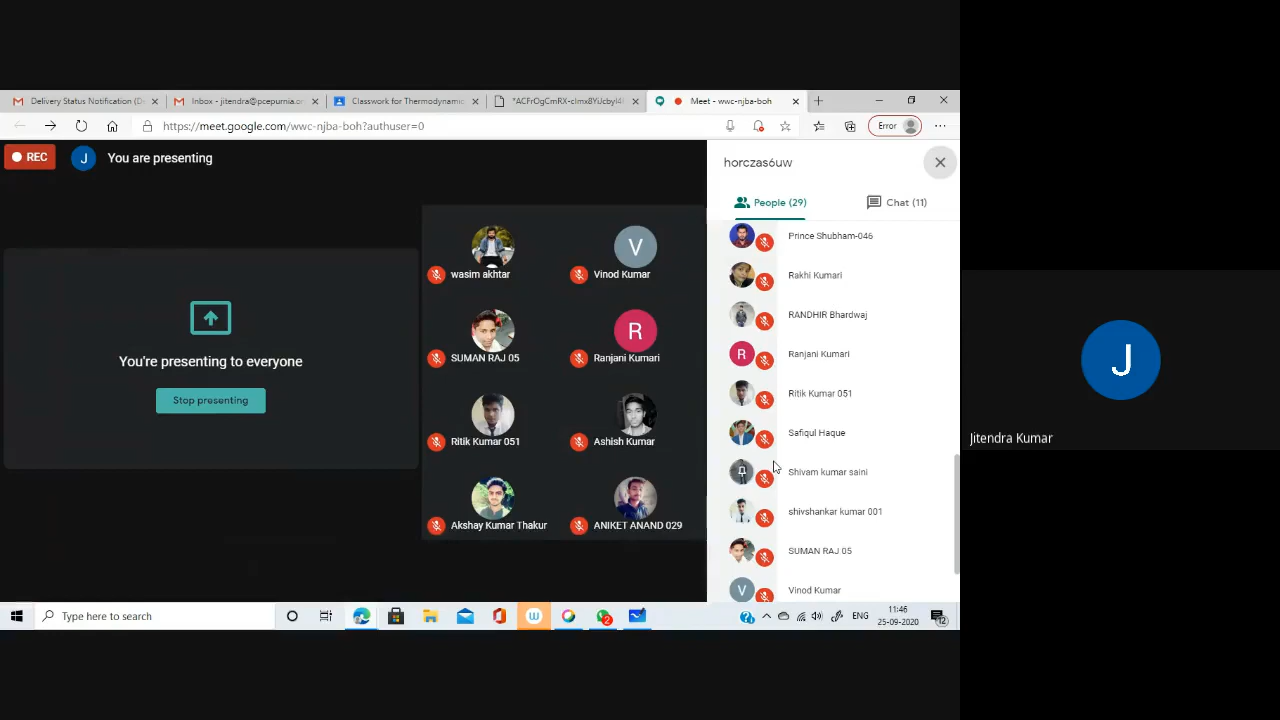 Delivery Status Notification (De
Inbox - jitendra@pcepurnia.or
Classwork for Thermodynamic
Meet - wwc-njba-boh
https://meet.google.com/wwc-njba-boh?authuser=0
Error
REC
J
You are presenting
horczas6uw
People (29)
Chat (11)
You're presenting to everyone
Stop presenting
wasim akhtar
V
Vinod Kumar
SUMAN RAJ 05
R
Ranjani Kumari
Ritik Kumar 051
Ashish Kumar
Akshay Kumar Thakur
ANIKET ANAND 029
Prince Shubham-046
Rakhi Kumari
RANDHIR Bhardwaj
R
Ranjani Kumari
Ritik Kumar 051
Safiqul Haque
Shivam kumar saini
shivshankar kumar 001
SUMAN RAJ 05
V
Vinod Kumar
J
Jitendra Kumar
Type here to search
W
2
ENG
11:46
25-09-2020
12